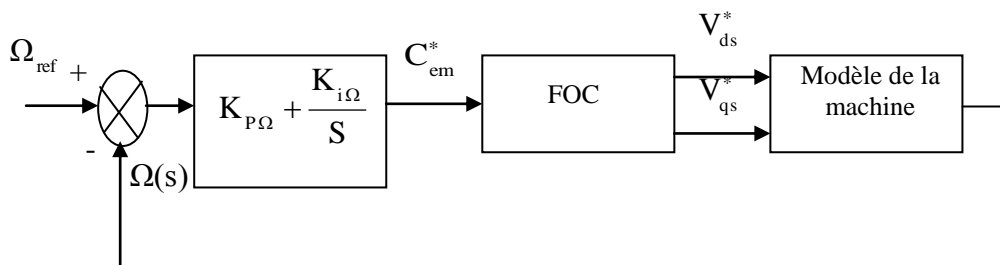 Ω_ref +
-
Ω(s)
K_PΩ + K_iΩ / S
C*_em
FOC
V*_ds
V*_qs
Modèle de la
machine